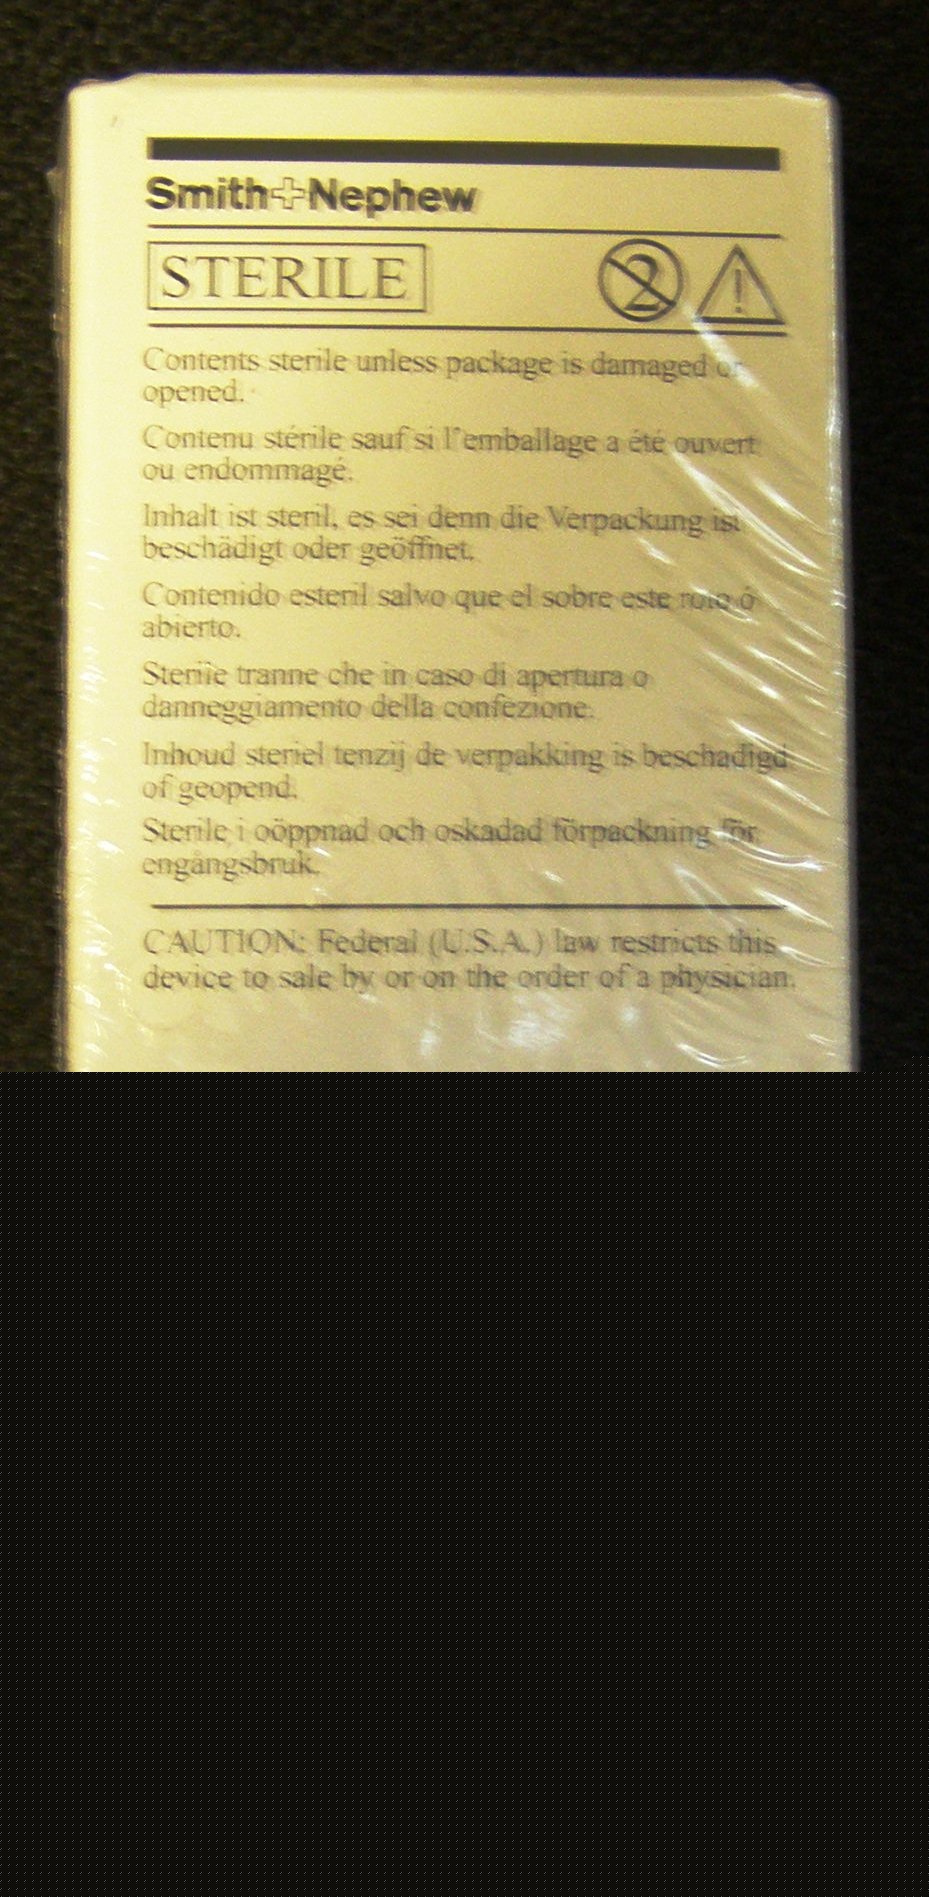 Smith+Nephew
STERILE 2 !
Contents sterile unless package is damaged or
opened.
Contenu stérile sauf si l'emballage a été ouvert
ou endommagé.
Inhalt ist steril, es sei denn die Verpackung ist
beschädigt oder geöffnet.
Contenido esteril salvo que el sobre este roto ó
abierto.
Sterile tranne che in caso di apertura o
danneggiamento della confezione.
Inhoud steriel tenzij de verpakking is beschadigd
of geopend.
Sterile i oöppnad och oskadad förpackning för
engångsbruk.
CAUTION: Federal (U.S.A.) law restricts this
device to sale by or on the order of a physician.